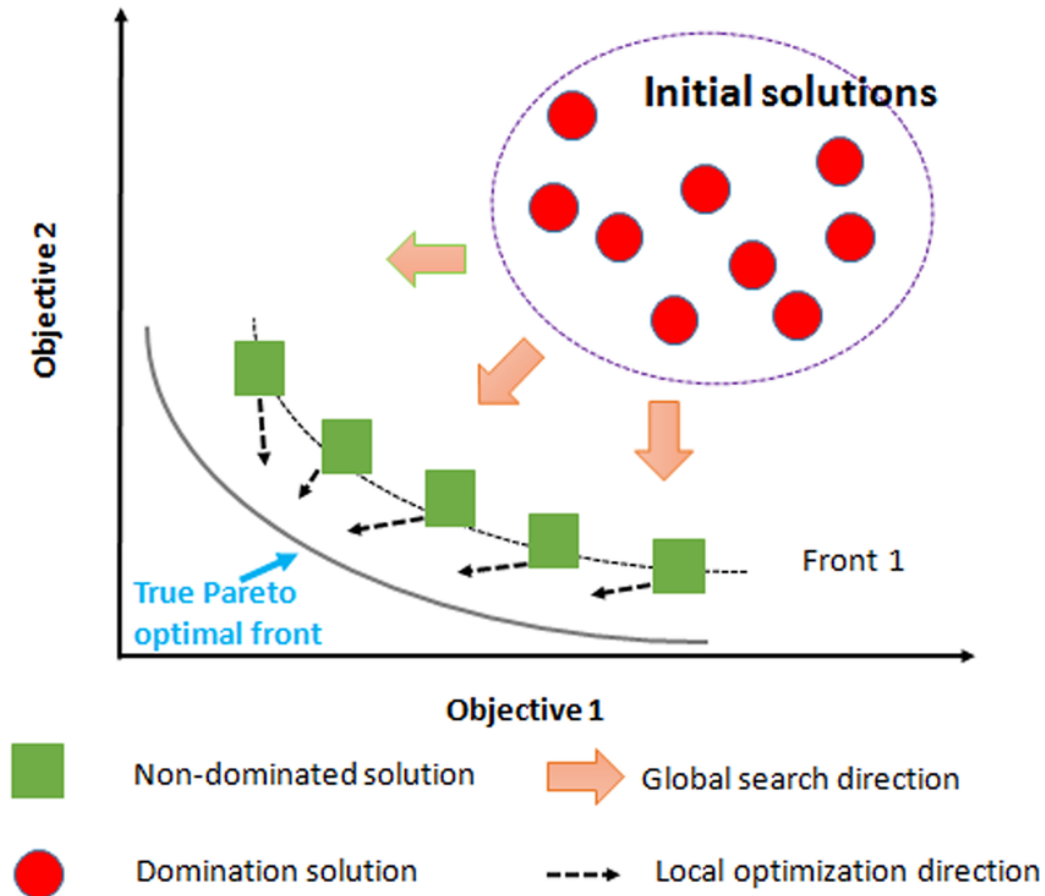 Initial solutions
Objective 2
Front 1
True Pareto
optimal front
Objective 1
Non-dominated solution
Global search direction
Domination solution
Local optimization direction